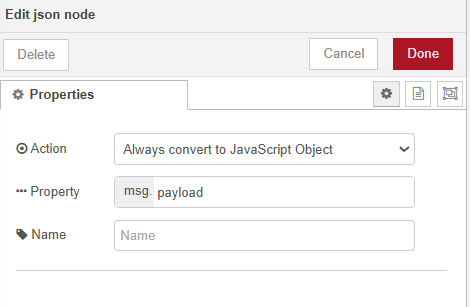 Edit json node
Delete
Cancel
Done
Properties
Action
Always convert to JavaScript Object
Property
msg. payload
Name
Name